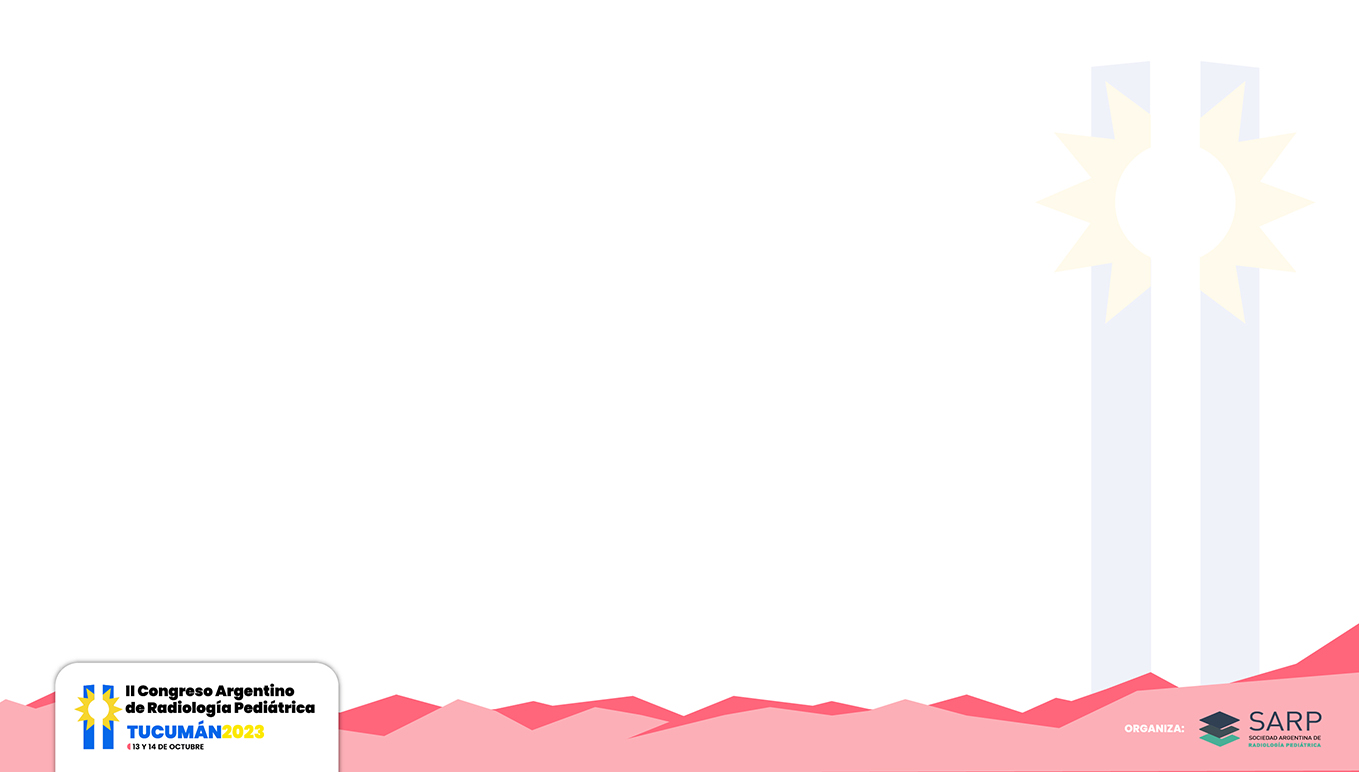 II Congreso Argentino
de Radiología Pediátrica
TUCUMÁN2023
13 Y 14 DE OCTUBRE
ORGANIZA:
SARP
SOCIEDAD ARGENTINA DE
RADIOLOGÍA PEDIÁTRICA